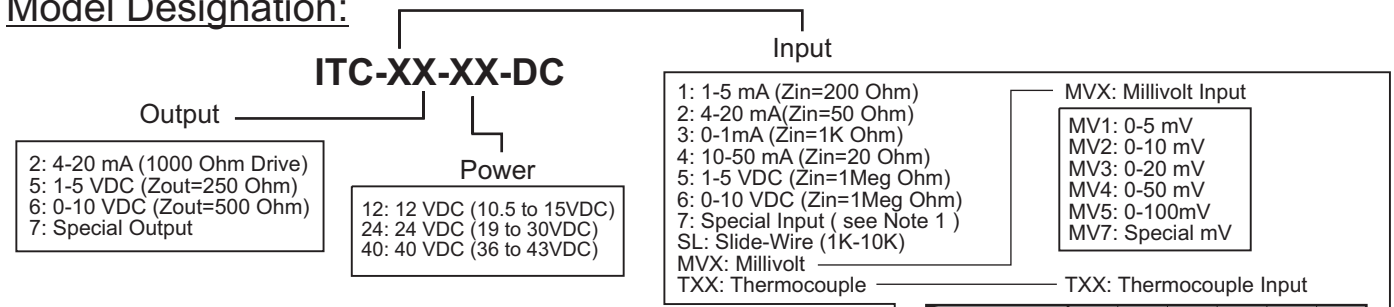 Model Designation:
Input
ITC-XX-XX-DC
Output
2: 4-20 mA (1000 Ohm Drive)
5: 1-5 VDC (Zout=250 Ohm)
6: 0-10 VDC (Zout=500 Ohm)
7: Special Output
Power
12: 12 VDC (10.5 to 15VDC)
24: 24 VDC (19 to 30VDC)
40: 40 VDC (36 to 43VDC)
1: 1-5 mA (Zin=200 Ohm)
2: 4-20 mA(Zin=50 Ohm)
3: 0-1mA (Zin=1K Ohm)
4: 10-50 mA (Zin=20 Ohm)
5: 1-5 VDC (Zin=1Meg Ohm)
6: 0-10 VDC (Zin=1Meg Ohm)
7: Special Input ( see Note 1 )
SL: Slide-Wire (1K-10K)
MVX: Millivolt
TXX: Thermocouple
MVX: Millivolt Input
MV1: 0-5 mV
MV2: 0-10 mV
MV3: 0-20 mV
MV4: 0-50 mV
MV5: 0-100mV
MV7: Special mV
TXX: Thermocouple Input